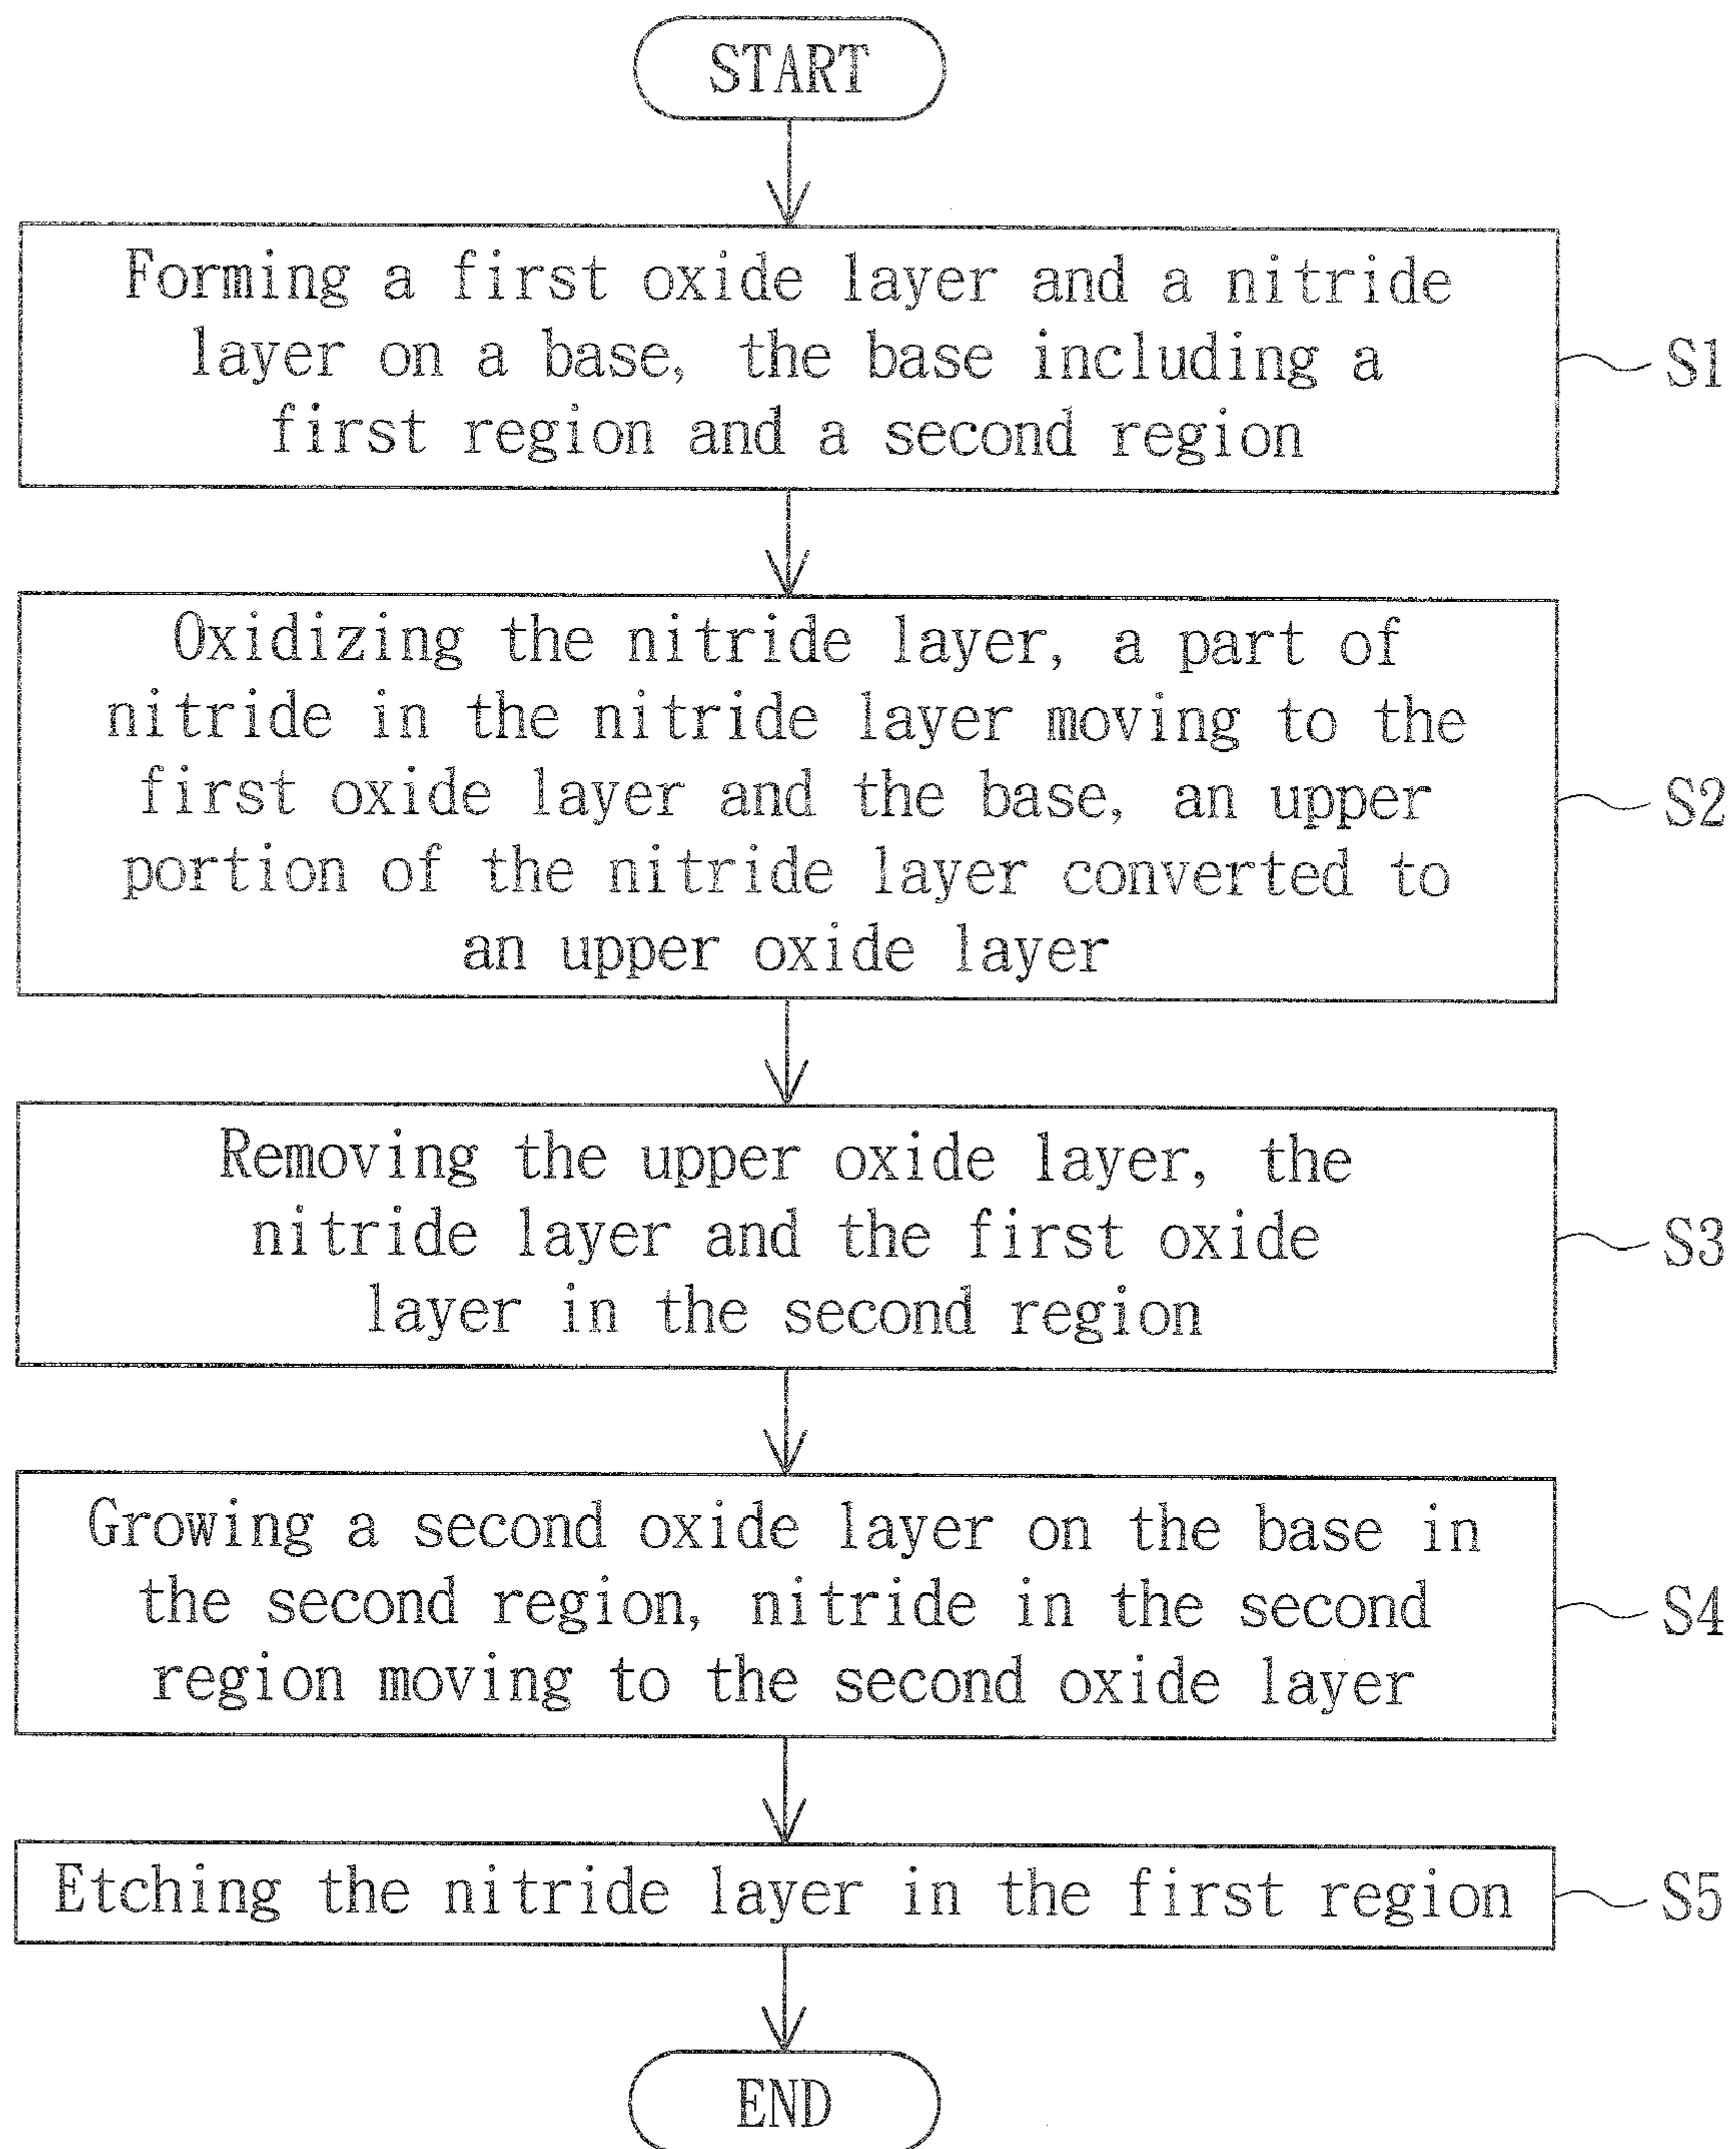 START
Forming a first oxide layer and a nitride
layer on a base, the base including a
first region and a second region
S1
Oxidizing the nitride layer, a part of
nitride in the nitride layer moving to the
first oxide layer and the base, an upper
portion of the nitride layer converted to
an upper oxide layer
S2
Removing the upper oxide layer, the
nitride layer and the first oxide
layer in the second region
S3
Growing a second oxide layer on the base in
the second region, nitride in the second
region moving to the second oxide layer
S4
Etching the nitride layer in the first region
S5
END